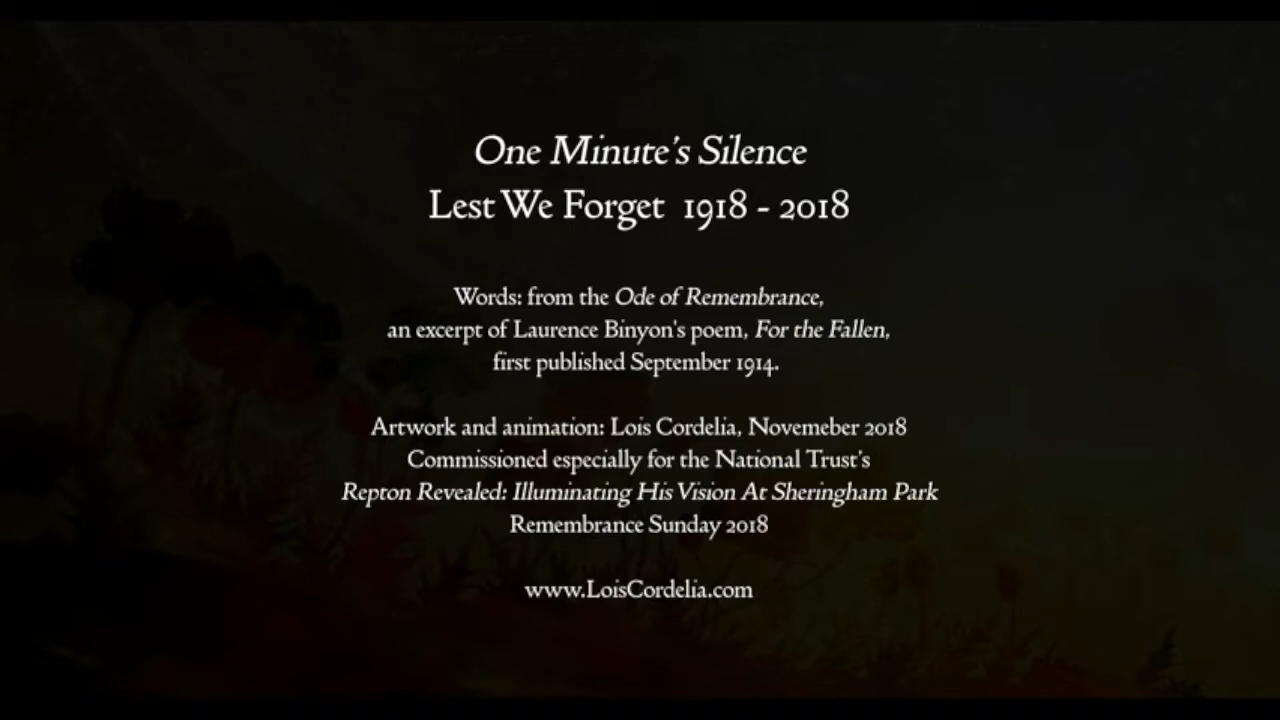 One Minute's Silence
Lest We Forget 1918 - 2018
Words: from the Ode of Remembrance,
an excerpt of Laurence Binyon's poem, For the Fallen,
first published September 1914.
Artwork and animation: Lois Cordelia, Novemeber 2018
Commissioned especially for the National Trust's
Repton Revealed: Illuminating His Vision At Sheringham Park
Remembrance Sunday 2018
www.LoisCordelia.com